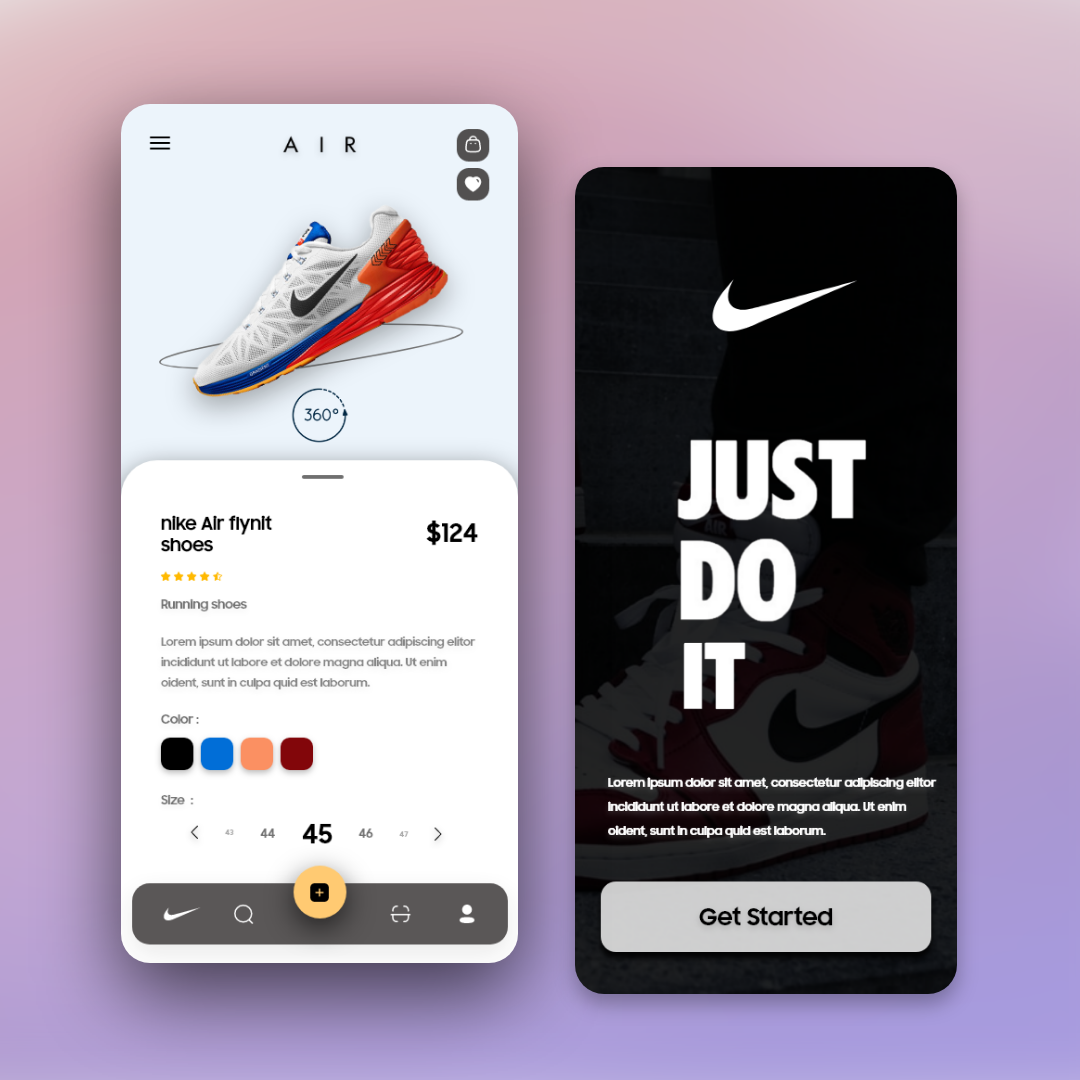 A I R
360°
nike Air flynit
shoes
$124
Running shoes
Lorem ipsum dolor sit amet, consectetur adipiscing elitor
incididunt ut labore et dolore magna aliqua. Ut enim
oident, sunt in culpa quid est laborum.
Color :
Size :
43 44 45 46 47
JUST
DO
IT
Lorem ipsum dolor sit amet, consectetur adipiscing elitor
incididunt ut labore et dolore magna aliqua. Ut enim
oident, sunt in culpa quid est laborum.
Get Started